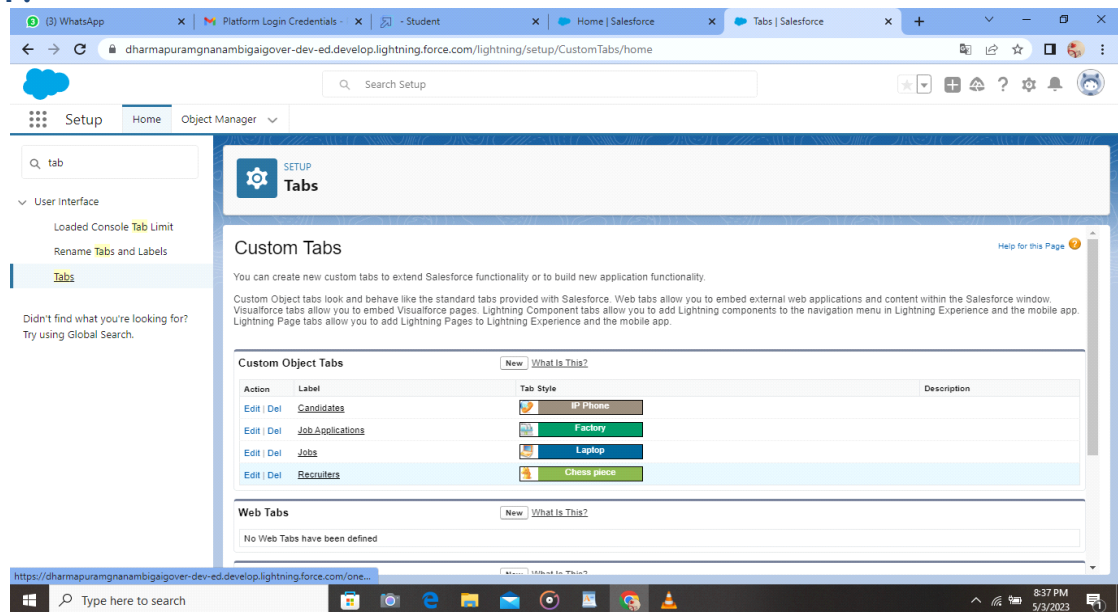 (3) WhatsApp
Platform Login Credentials -
- Student
Home | Salesforce
Tabs | Salesforce
dharmapuramgnanambigaigover-dev-ed.develop.lightning.force.com/lightning/setup/CustomTabs/home
Search Setup
Setup
Home
Object Manager
tab
User Interface
Loaded Console Tab Limit
Rename Tabs and Labels
Tabs
Didn't find what you're looking for?
Try using Global Search.
SETUP
Tabs
Custom Tabs
Help for this Page
You can create new custom tabs to extend Salesforce functionality or to build new application functionality.
Custom Object tabs look and behave like the standard tabs provided with Salesforce. Web tabs allow you to embed external web applications and content within the Salesforce window.
Visualforce tabs allow you to embed Visualforce pages. Lightning Component tabs allow you to add Lightning components to the navigation menu in Lightning Experience and the mobile app.
Lightning Page tabs allow you to add Lightning Pages to Lightning Experience and the mobile app.
Custom Object Tabs New What Is This?
Action Label Tab Style Description
Edit | Del Candidates IP Phone
Edit | Del Job Applications Factory
Edit | Del Jobs Laptop
Edit | Del Recruiters Chess piece
Web Tabs New What Is This?
No Web Tabs have been defined
New What Is This?
https://dharmapuramgnanambigaigover-dev-ed.develop.lightning.force.com/one...
Type here to search
8:37 PM
5/3/2023